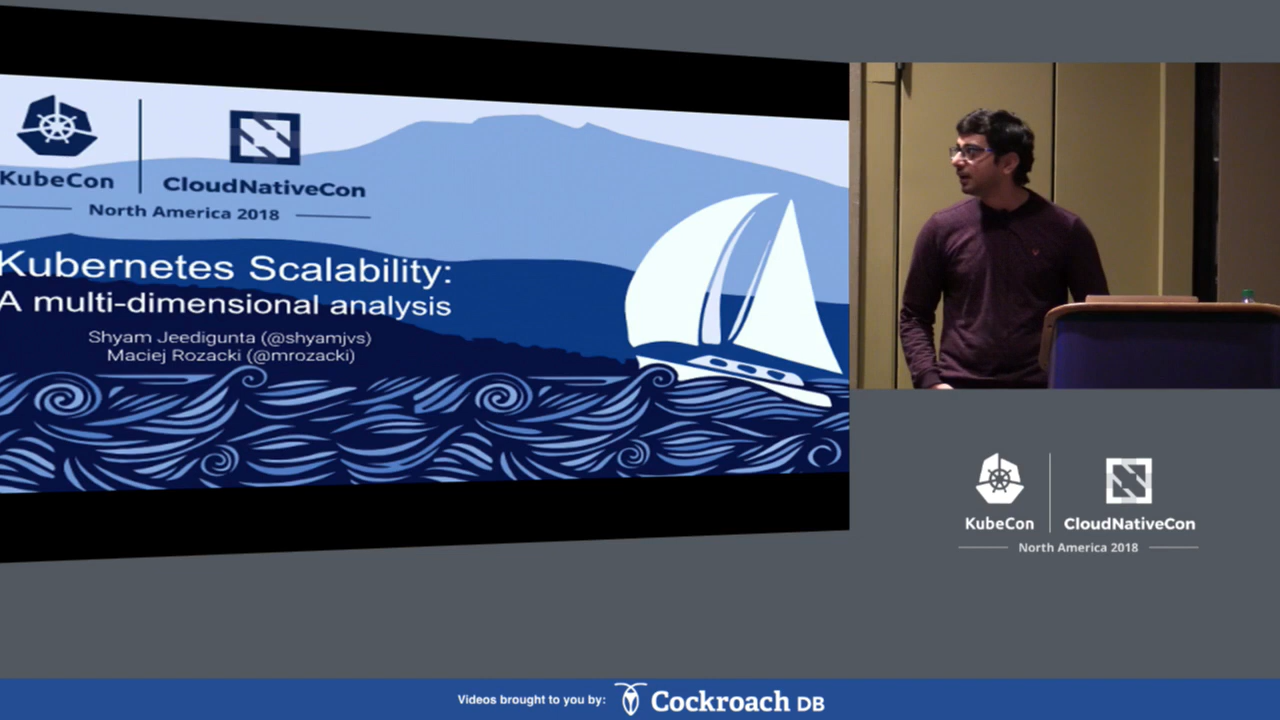 KubeCon
CloudNativeCon
North America 2018
Kubernetes Scalability:
A multi-dimensional analysis
Shyam Jeedigunta (@shyamjvs)
Maciej Rozacki (@mrozacki)
KubeCon
CloudNativeCon
North America 2018
Videos brought to you by:
Cockroach DB